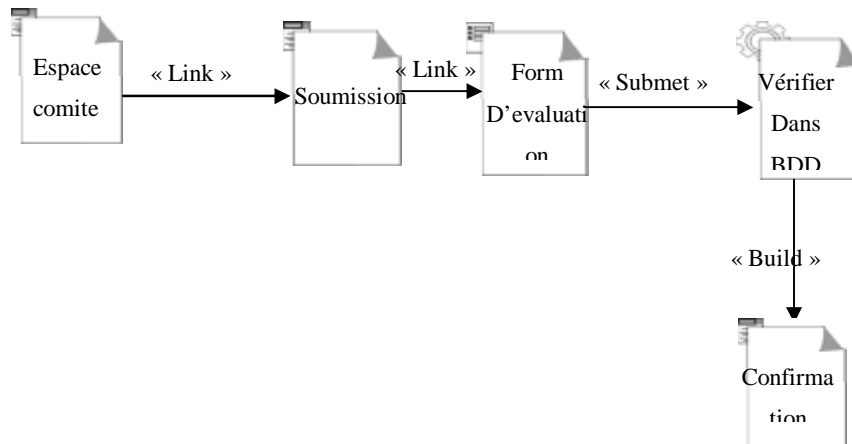 Espace
comite
« Link »
Soumission
« Link »
Form
D’evaluati
on
« Submet »
Vérifier
Dans
BDD
« Build »
Confirma
tion